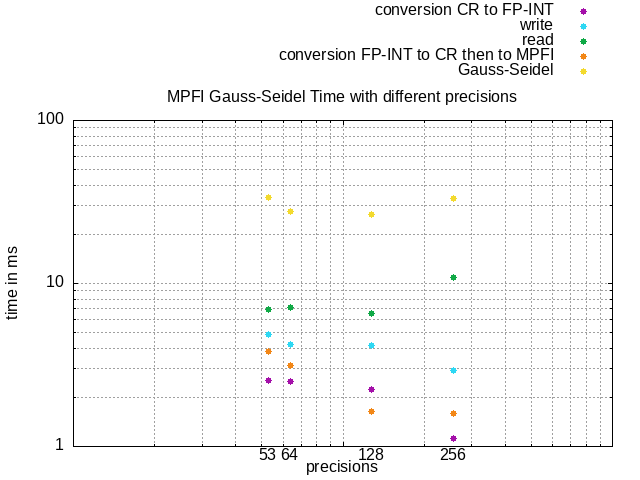 conversion CR to FP-INT
write
read
conversion FP-INT to CR then to MPFI
Gauss-Seidel
MPFI Gauss-Seidel Time with different precisions
100
10
1
time in ms
53 64 128 256
precisions